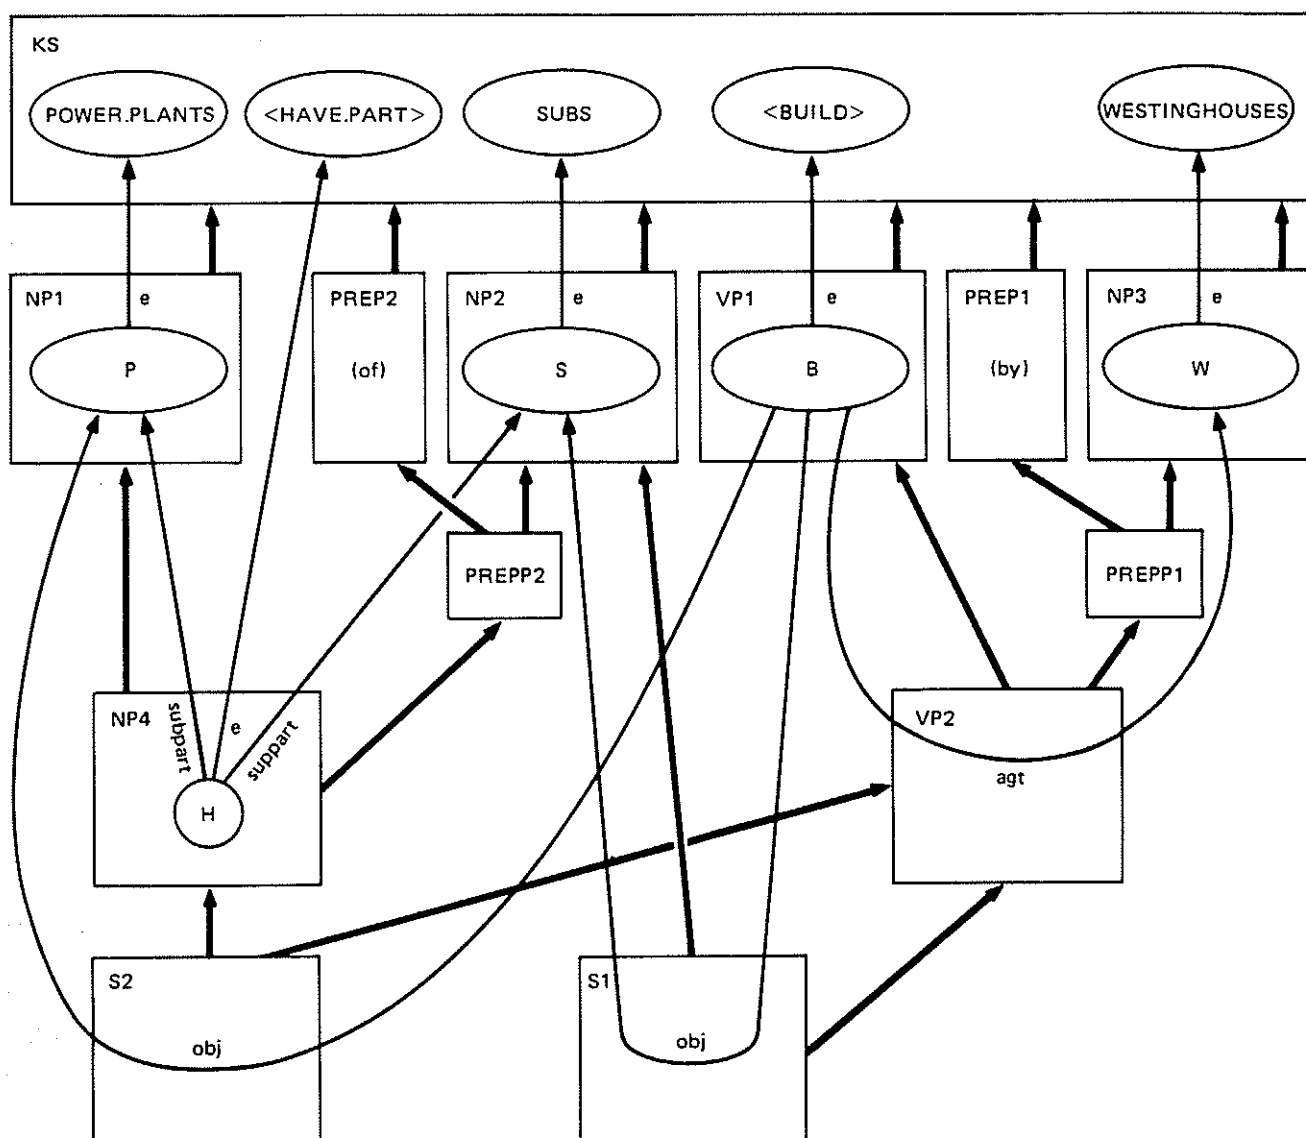 KS
POWER.PLANTS
<HAVE.PART>
SUBS
<BUILD>
WESTINGHOUSES
NP1
e
P
PREP2
(of)
NP2
e
S
VP1
e
B
PREP1
(by)
NP3
e
W
PREPP2
PREPP1
NP4
subpart
e
suppart
H
VP2
agt
S2
obj
S1
obj